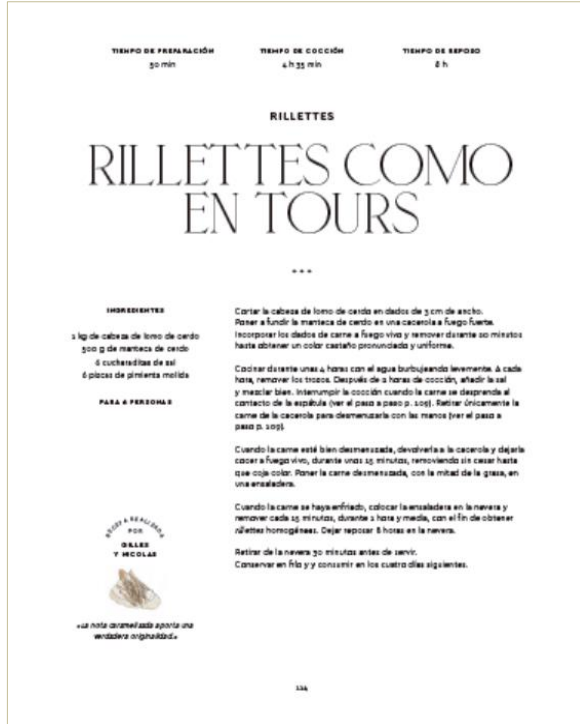 TIEMPO DE PREPARACIÓN
30 min
TIEMPO DE COCCIÓN
4 h 35 min
TIEMPO DE REPOSO
8 h
RILLETTES
RILLETTES COMO
EN TOURS
INGREDIENTES
kg de cabeza de lomo de cerdo
500 g de manteca de cerdo
6 cucharaditas de sal
6 pizcas de pimienta molida
PARA 6 PERSONAS
Cortar la cabeza de lomo de cerdo en dados de 3 cm de ancho.
Poner a fundir la manteca de cerdo en una cacerola a fuego fuerte.
Incorporar los dados de carne a fuego vivo y remover durante 20 minutos
hasta obtener un color castaño pronunciado y uniforme.
Cocinar durante unas 4 horas con el agua burbujeando levemente. A cada
hora, remover los trozos. Después de 2 horas de cocción, añadir la sal
y mezclar bien. Interrumpir la cocción cuando la carne se desprenda al
contacto de la espátula (ver el paso a paso p. 109). Retirar únicamente la
carne de la cacerola para desmenuzarla con las manos (ver el paso a
paso p. 109).
Cuando la carne esté bien desmenuzada, devolverla a la cacerola y dejarla
cocer a fuego vivo, durante unos 15 minutos, removiendo sin cesar hasta
que coja color. Poner la carne desmenuzada, con la mitad de la grasa, en
una ensaladera.
Cuando la carne se haya enfriado, colocar la ensaladera en la nevera y
remover cada 15 minutos, durante 1 hora y media, con el fin de obtener
rillettes homogéneas. Dejar reposar 8 horas en la nevera.
Retirar de la nevera 30 minutos antes de servir.
Conservar en frío y y consumir en los cuatro días siguientes.
RECETA REALIZADA
POR
GILLES
Y NICOLAS
«La nota caramelizada aporta una
verdadera originalidad.»
114